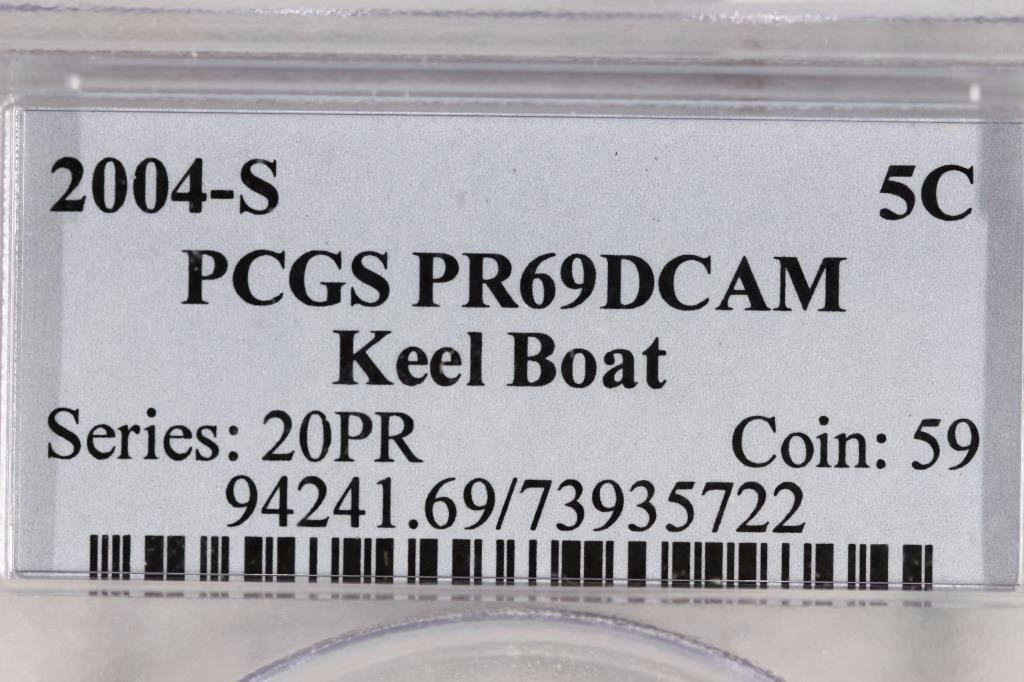 2004-S 5C
PCGS PR69DCAM
Keel Boat
Series: 20PR Coin: 59
94241.69/73935722